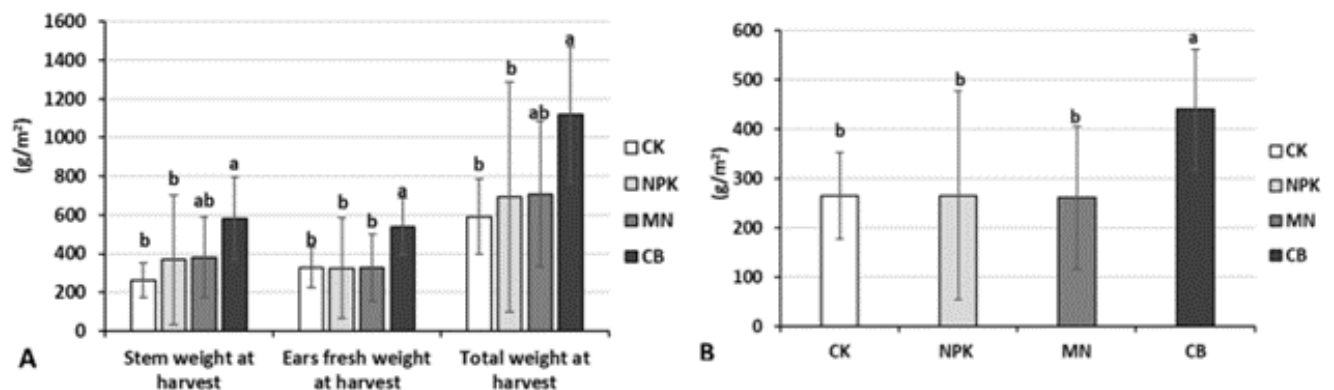 1600
1400
1200
1000
800
600
400
200
0
(g/m²)
b
b
ab
a
b
b
b
a
b
b
ab
a
CK
NPK
MN
CB
Stem weight at
harvest
Ears fresh weight
at harvest
Total weight at
harvest
A
600
500
400
300
200
100
0
(g/m²)
b
b
b
a
CK
NPK
MN
CB
CK
NPK
MN
CB
B